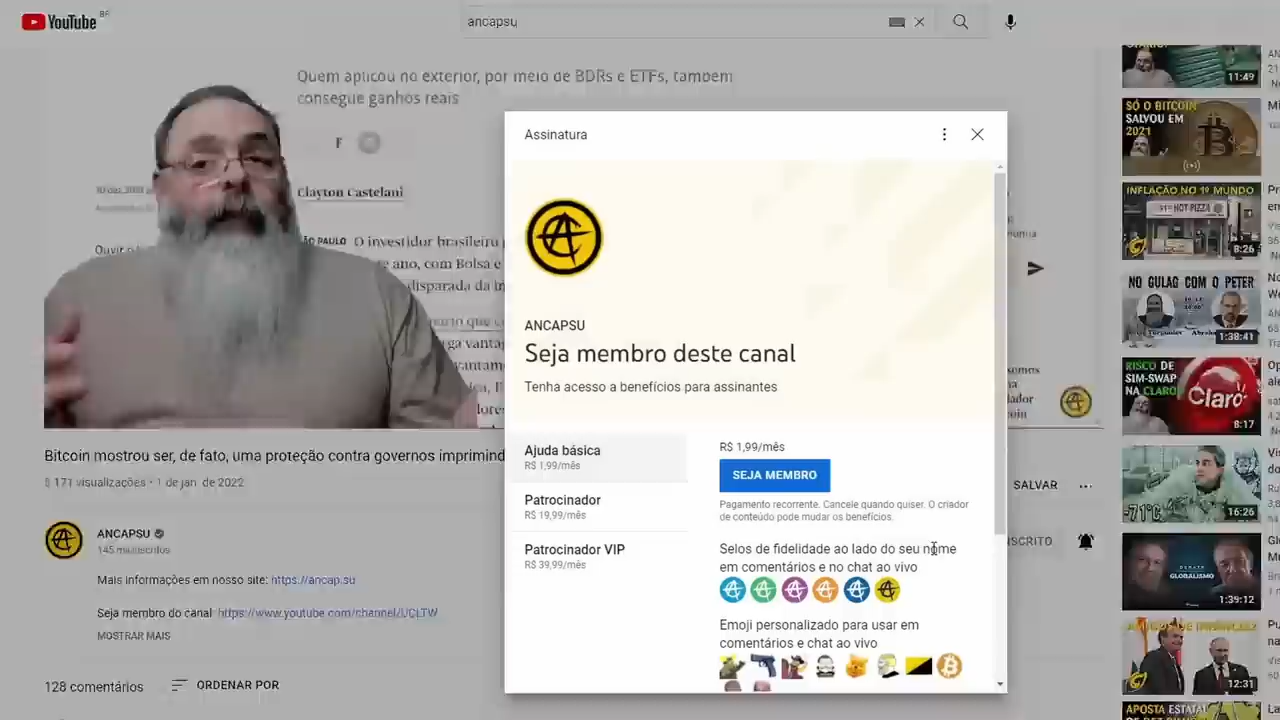 YouTube BR
ancapsu
Quem aplicou no exterior, por meio de BDRs e ETFs, também
consegue ganhos reais
Clayton Castelani
SÃO PAULO O investidor brasileiro
ano, com Bolsa e
disparada da
Assinatura
ANCAPSU
Seja membro deste canal
Tenha acesso a benefícios para assinantes
Ajuda básica
R$ 1,99/mês
Patrocinador
R$ 19,99/mês
Patrocinador VIP
R$ 39,99/mês
R$ 1,99/mês
SEJA MEMBRO
Pagamento recorrente. Cancele quando quiser. O criador
de conteúdo pode mudar os benefícios.
Selos de fidelidade ao lado do seu nome
em comentários e no chat ao vivo
Emoji personalizado para usar em
comentários e chat ao vivo
Bitcoin mostrou ser, de fato, uma proteção contra governos imprimind
8 171 visualizações • 1 de jan. de 2022
SALVAR
ANCAPSU
145 mil inscritos
INSCRITO
Mais informações em nosso site: https://ancap.su
Seja membro do canal: https://www.youtube.com/channel/UCLTW
MOSTRAR MAIS
128 comentários
ORDENAR POR
11:49
SÓ O BITCOIN
SALVOU EM
2021
INFLAÇÃO NO 1º MUNDO
HOT PIZZA
8:26
NO GULAG COM O PETER
1:38:41
RISCO DE
SIM-SWAP
NA CLARO
Claro
8:17
-71°C
16:26
DEBATE
GLOBALISMO
1:39:12
12:31
APOSTA ESTATAL